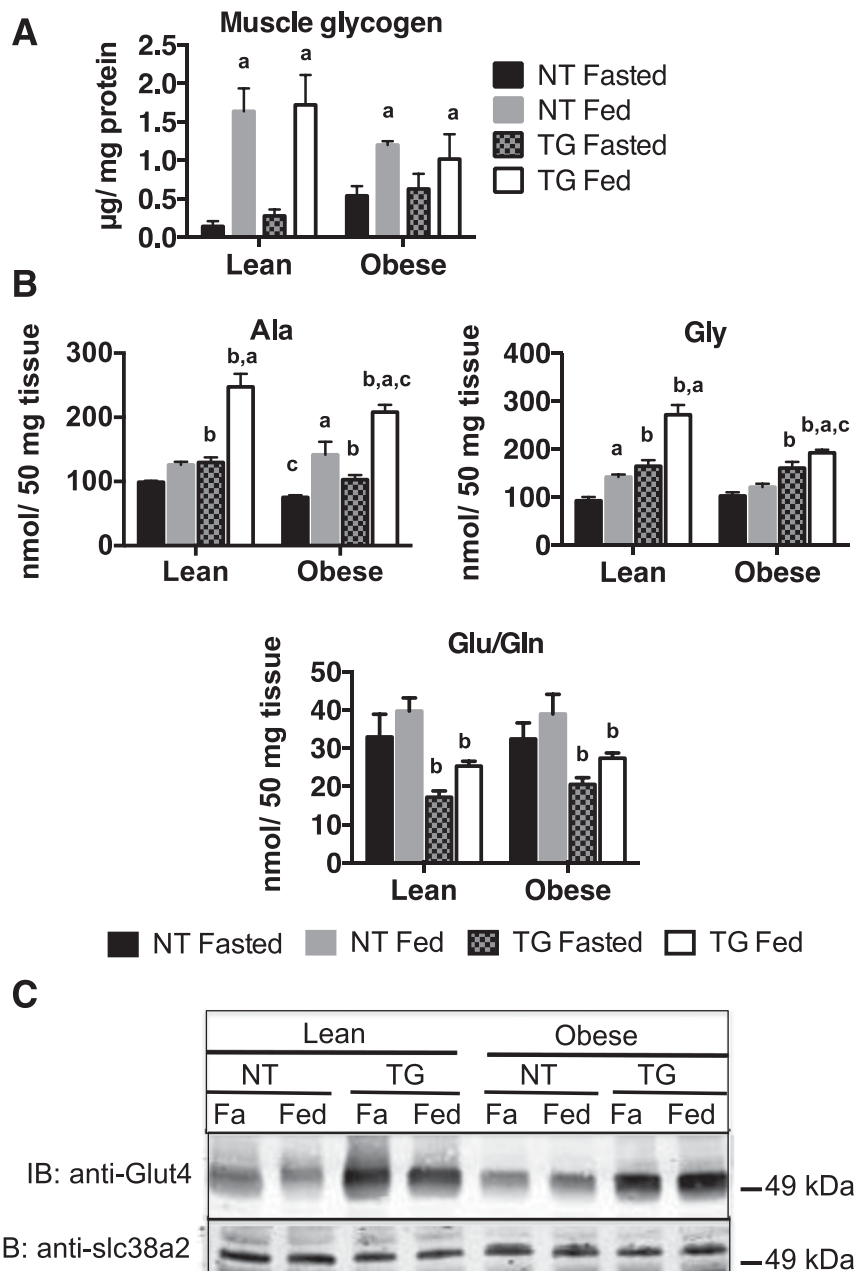 A
Muscle glycogen
µg/ mg protein
2.5
2.0
1.5
1.0
0.5
0.0
a
a
a
a
Lean
Obese
NT Fasted
NT Fed
TG Fasted
TG Fed
B
Ala
nmol/ 50 mg tissue
300
200
100
0
b
b,a
c
a
b
b,a,c
Lean
Obese
Gly
nmol/ 50 mg tissue
400
300
200
100
0
a
b
b,a
b
b,a,c
Lean
Obese
Glu/Gln
nmol/ 50 mg tissue
50
40
30
20
10
0
b
b
b
b
Lean
Obese
NT Fasted
NT Fed
TG Fasted
TG Fed
C
Lean
Obese
NT
TG
NT
TG
Fa
Fed
Fa
Fed
Fa
Fed
Fa
Fed
IB: anti-Glut4
49 kDa
B: anti-slc38a2
49 kDa